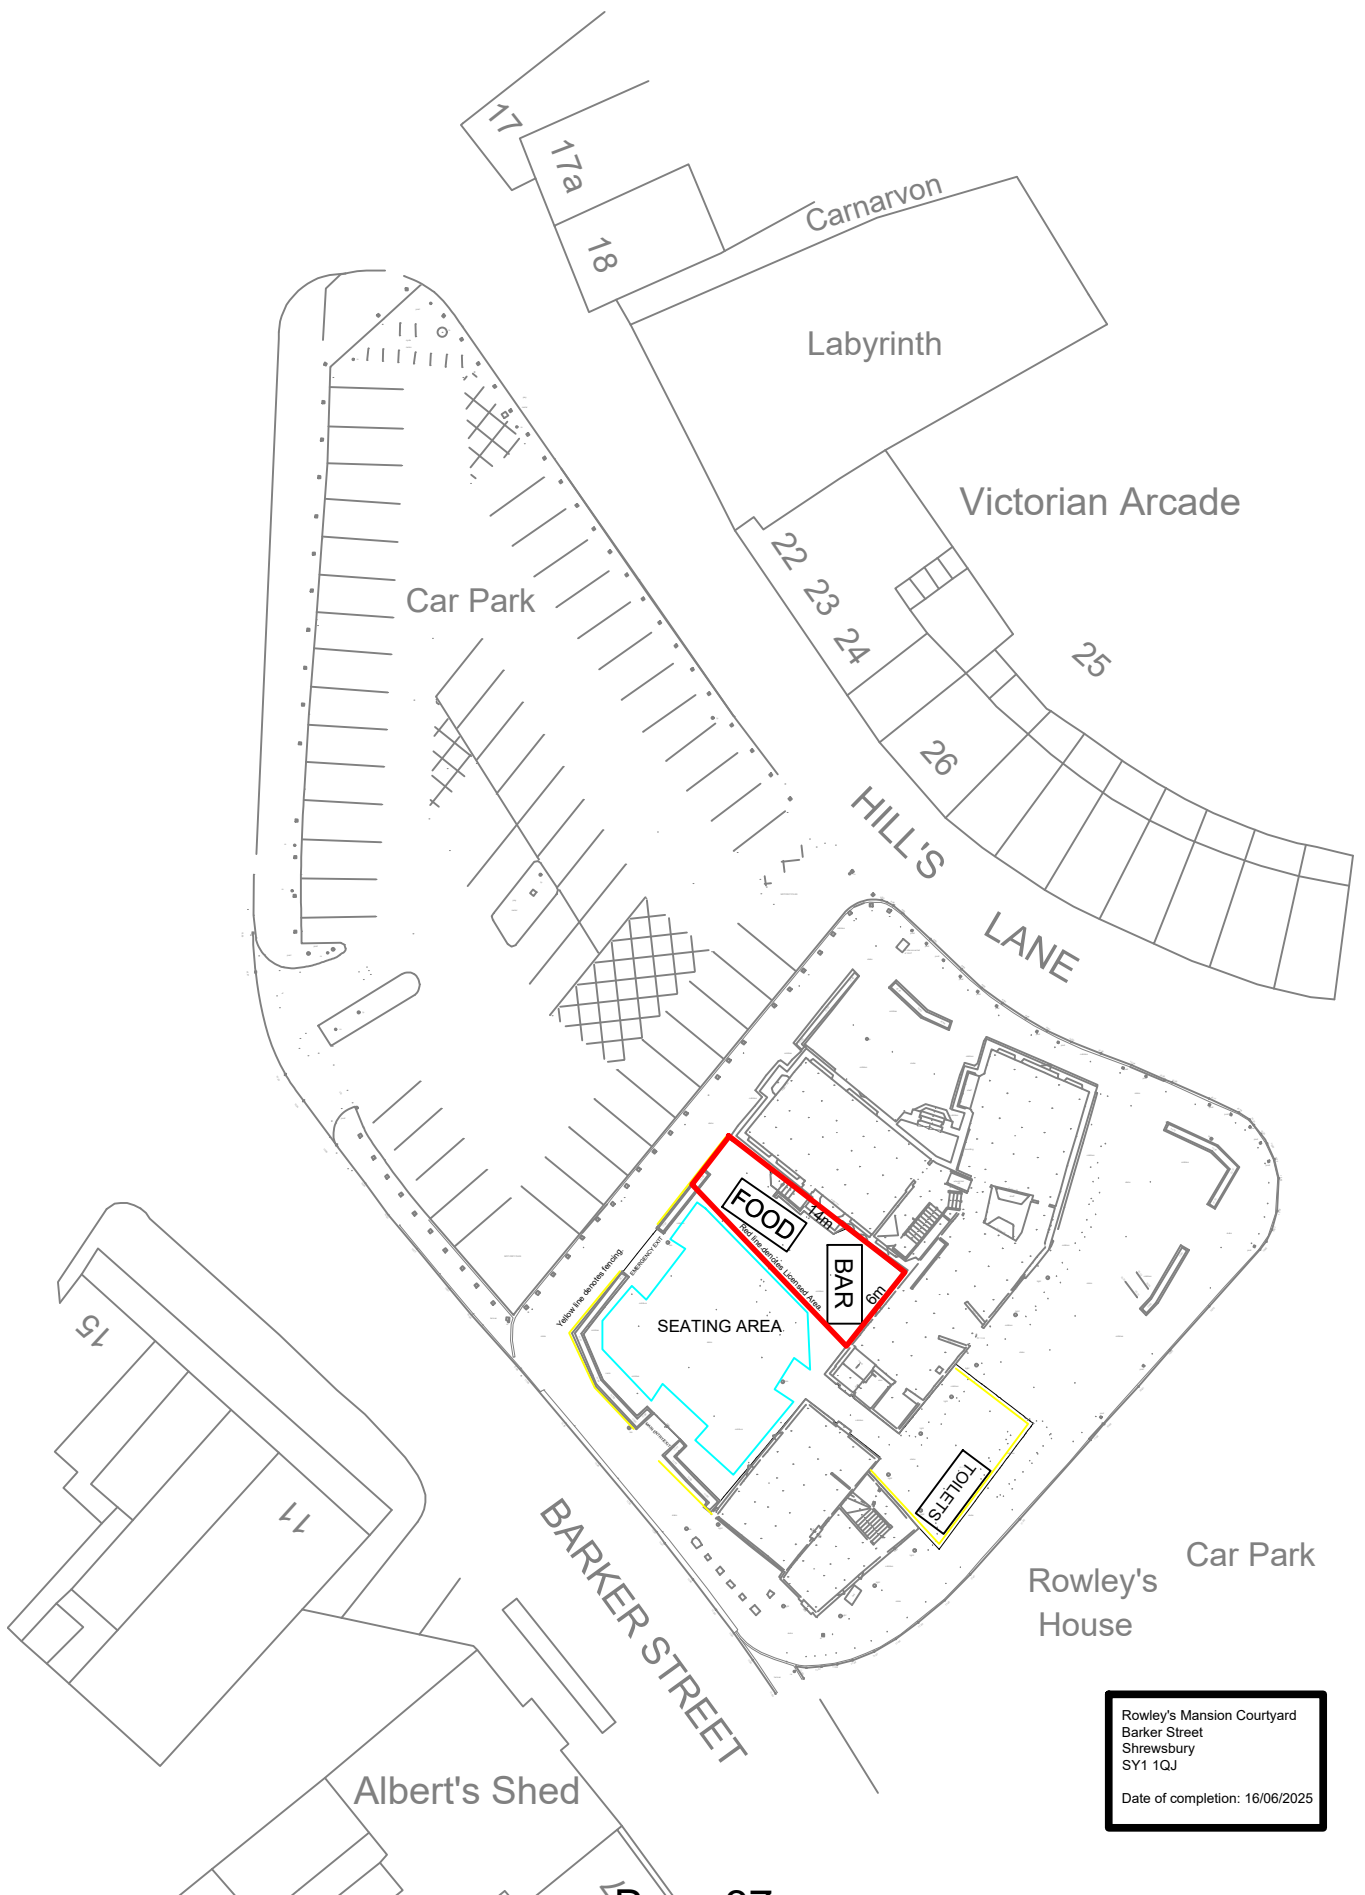 17
17a
18
Carnarvon
Labyrinth
Victorian Arcade
22
23
24
Car Park
25
26
HILL'S
LANE
FOOD
14m
Red line denotes Licensed Area.
BAR
6m
EMERGENCY EXIT
Yellow line denotes fencing.
SEATING AREA
15
11
TOILETS
BARKER STREET
Car Park
Rowley's
House
Rowley's Mansion Courtyard
Barker Street
Shrewsbury
SY1 1QJ
Date of completion: 16/06/2025
Albert's Shed